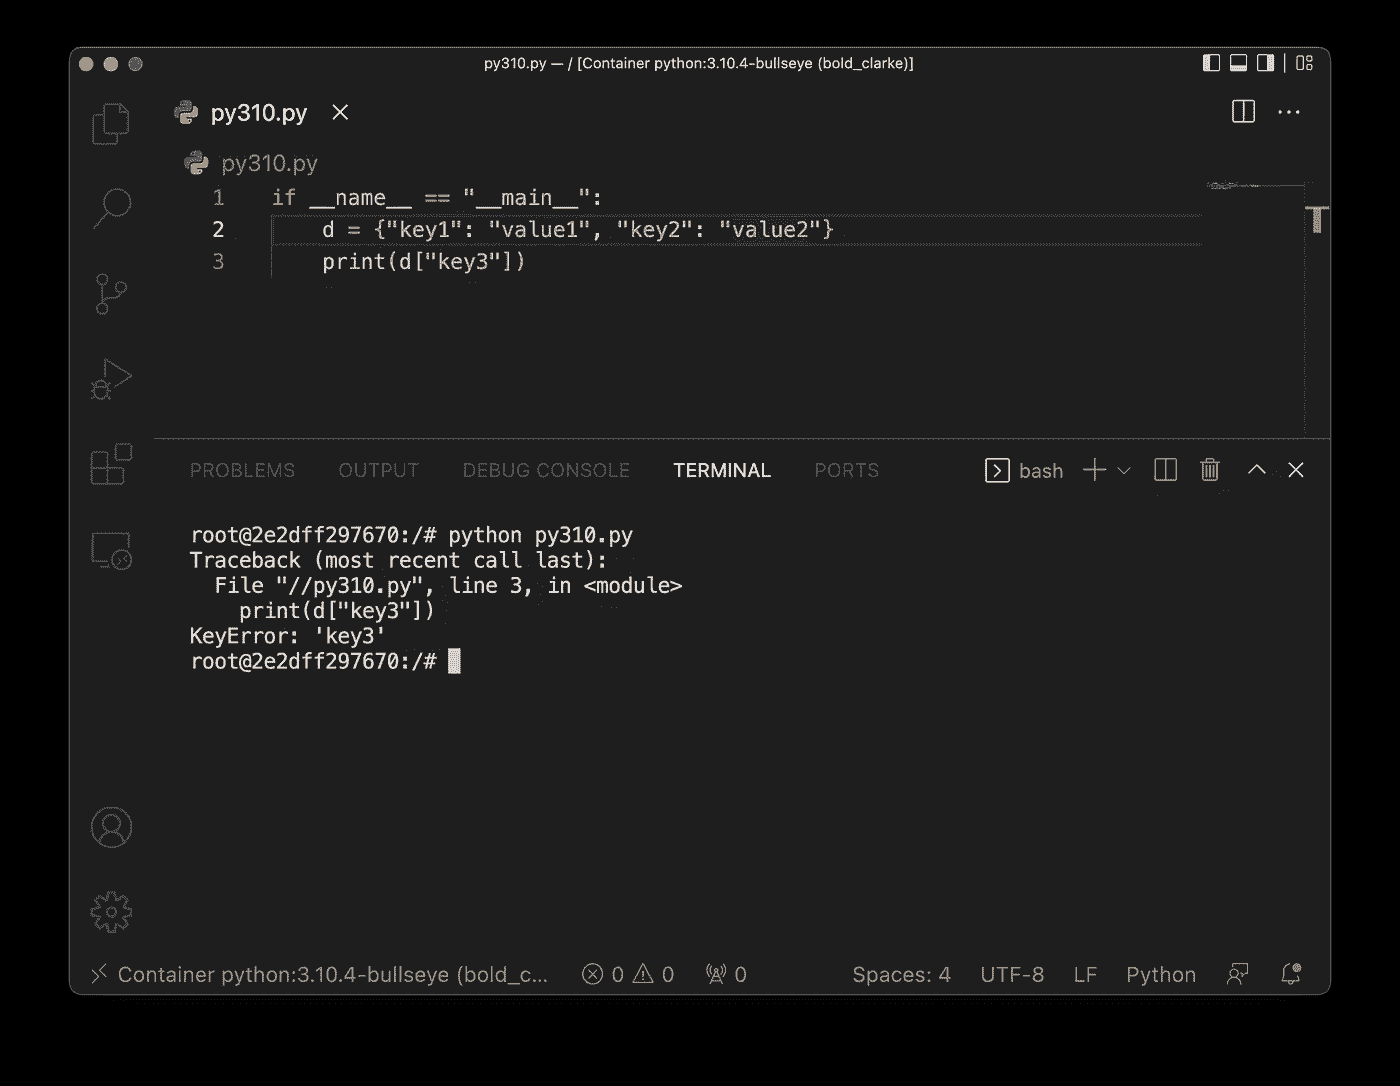 py310.py — / [Container python:3.10.4-bullseye (bold_clarke)]
py310.py
py310.py
1 if __name__ == "__main__":
2     d = {"key1": "value1", "key2": "value2"}
3     print(d["key3"])
PROBLEMS OUTPUT DEBUG CONSOLE TERMINAL PORTS bash
root@2e2dff297670:/# python py310.py
Traceback (most recent call last):
  File "//py310.py", line 3, in <module>
    print(d["key3"])
KeyError: 'key3'
root@2e2dff297670:/#
Container python:3.10.4-bullseye (bold_c... 0 0 0 Spaces: 4 UTF-8 LF Python